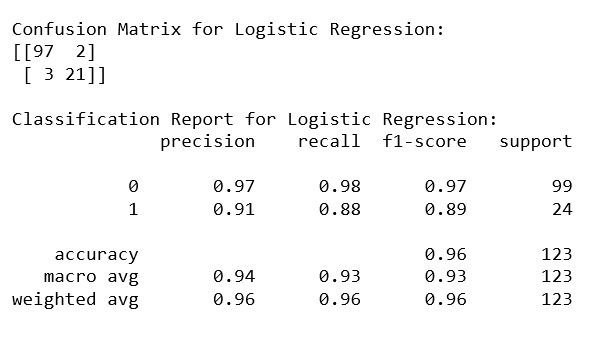 Confusion Matrix for Logistic Regression:
[[97  2]
 [ 3 21]]
Classification Report for Logistic Regression:
              precision    recall  f1-score   support
           0       0.97      0.98      0.97        99
           1       0.91      0.88      0.89        24
    accuracy                           0.96       123
   macro avg       0.94      0.93      0.93       123
weighted avg       0.96      0.96      0.96       123